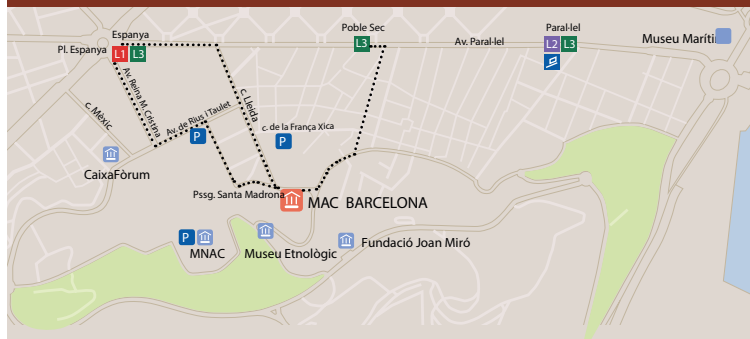 Espanya
Poble Sec
Paral·lel
Pl. Espanya
L1 L3
L3
Av. Paral·lel
L2 L3
Museu Maríti
Av. Reina M. Cristina
c. Lleida
c. Mèxic
Av. de Rius i Taulet
P
c. de la França Xica
P
CaixaFòrum
Pssg. Santa Madrona
MAC BARCELONA
P
MNAC
Museu Etnològic
Fundació Joan Miró